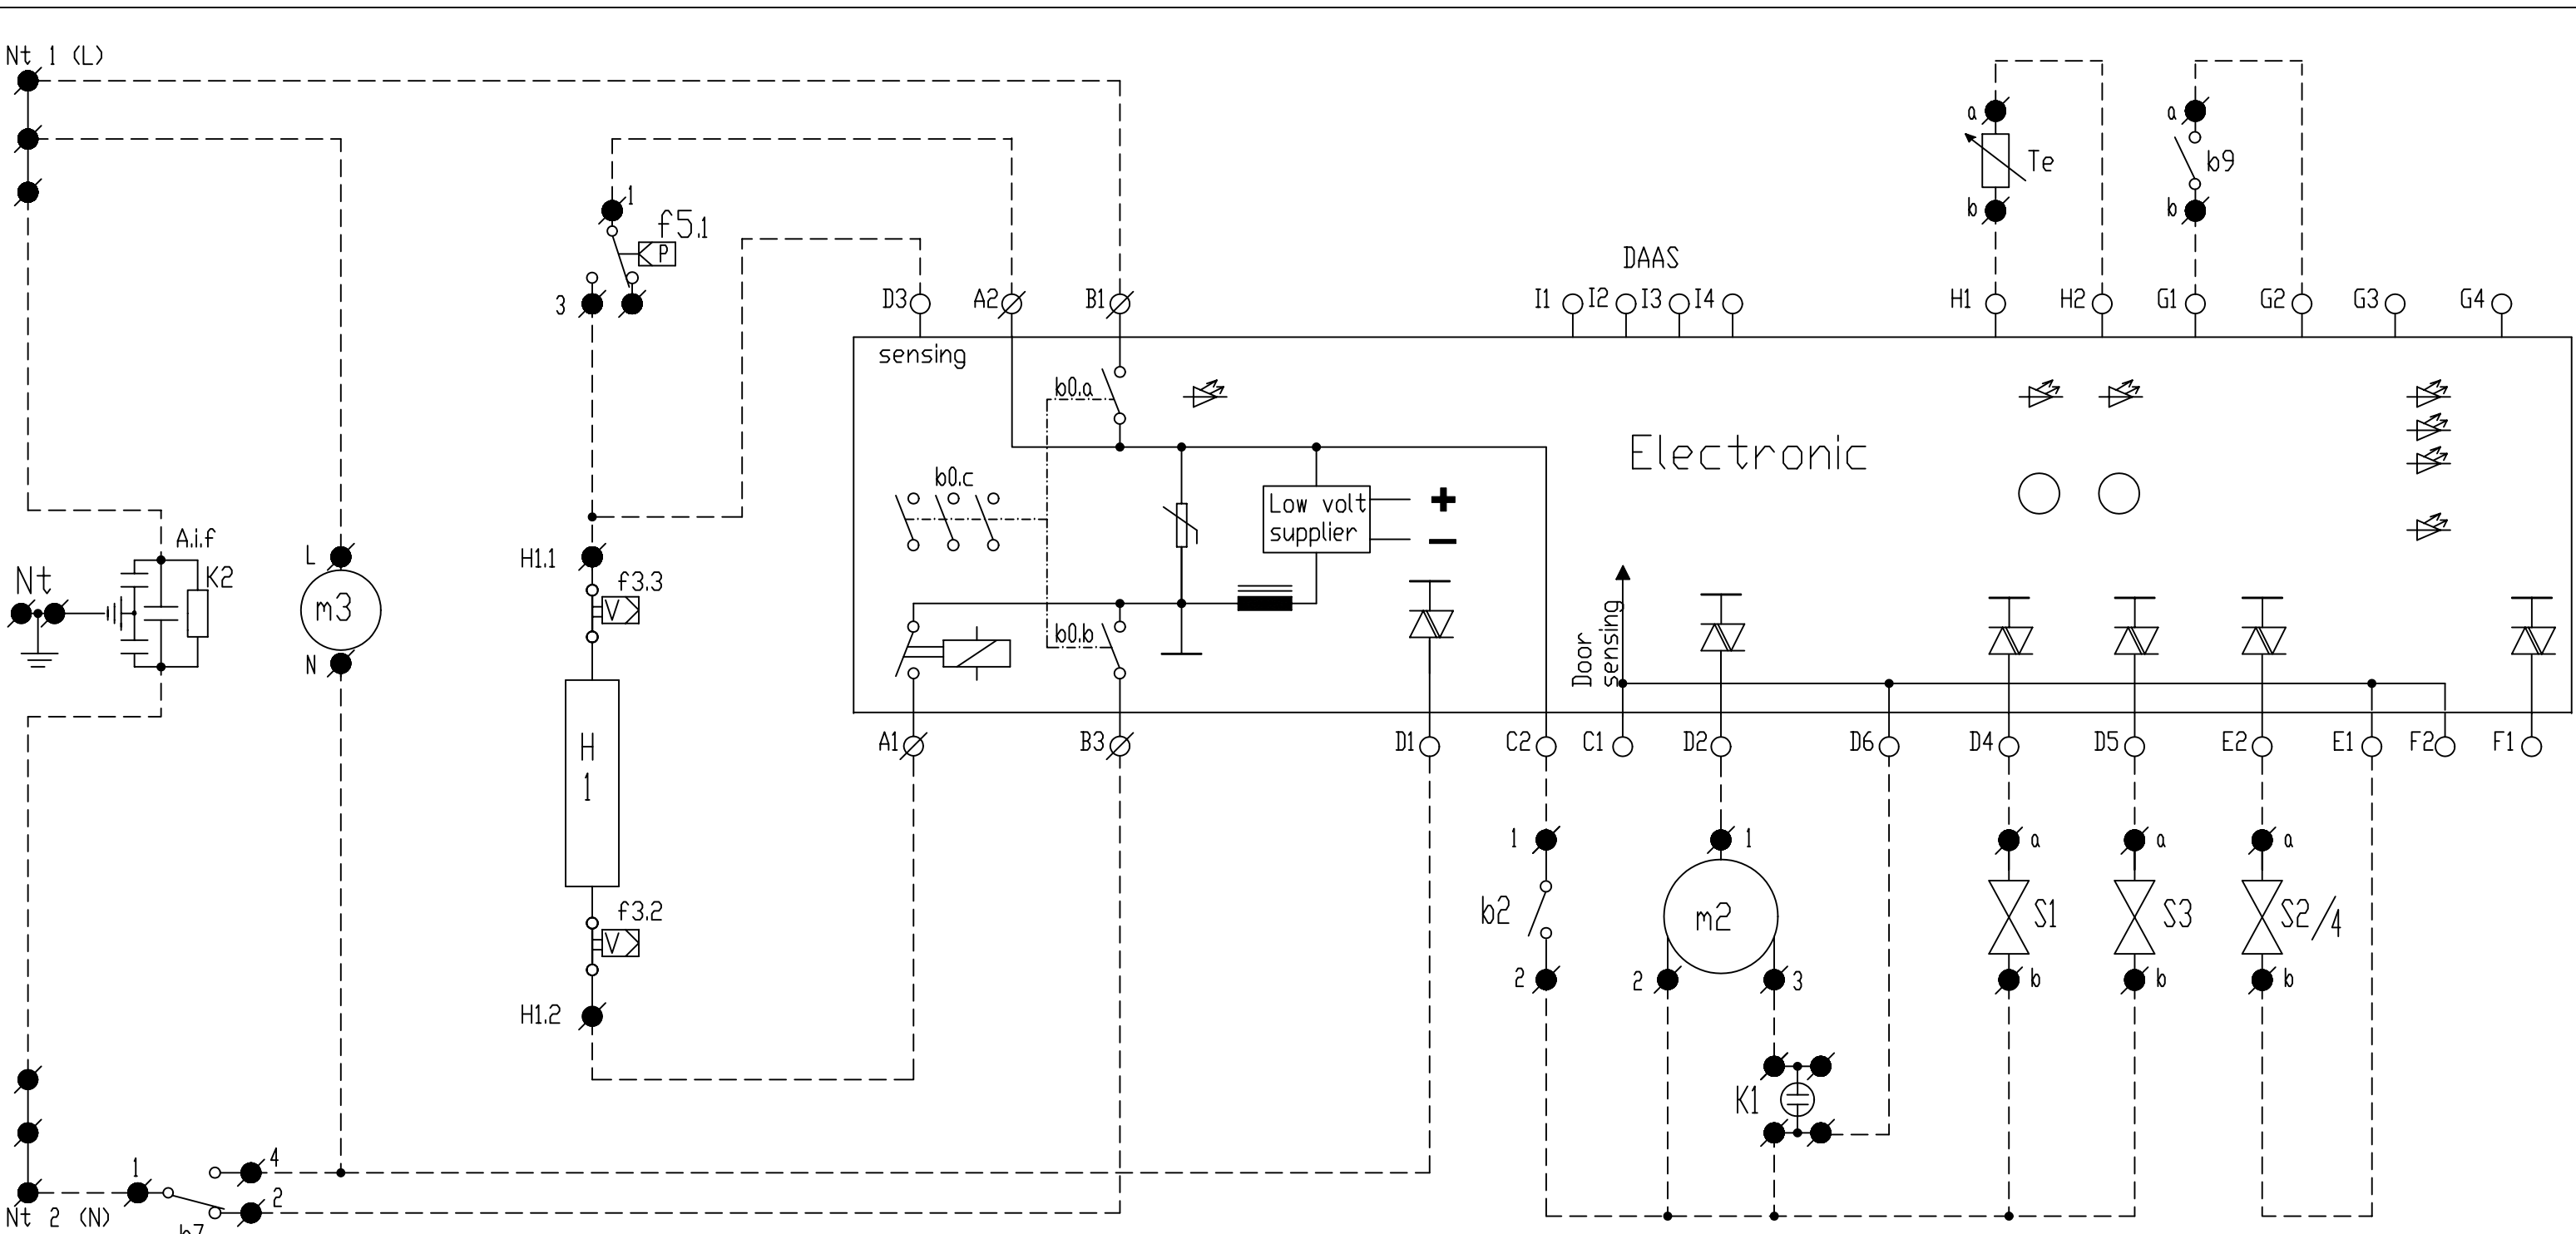 Nt 1 (L)
a
Te
b
a
b9
b
1
f5.1
P
3
DAAS
D3
A2
B1
I1
I2
I3
I4
H1
H2
G1
G2
G3
G4
sensing
b0.a
Electronic
b0.c
Low volt
supplier
+
−
A.i.f
K2
Nt
L
m3
N
H1.1
f3.3
V
b0.b
Door
sensing
H
1
A1
B3
D1
C2
C1
D2
D6
D4
D5
E2
E1
F2
F1
f3.2
V
H1.2
1
b2
2
1
m2
2
3
K1
a
S1
b
a
S3
b
a
S2/4
b
1
4
2
Nt 2 (N)
b7